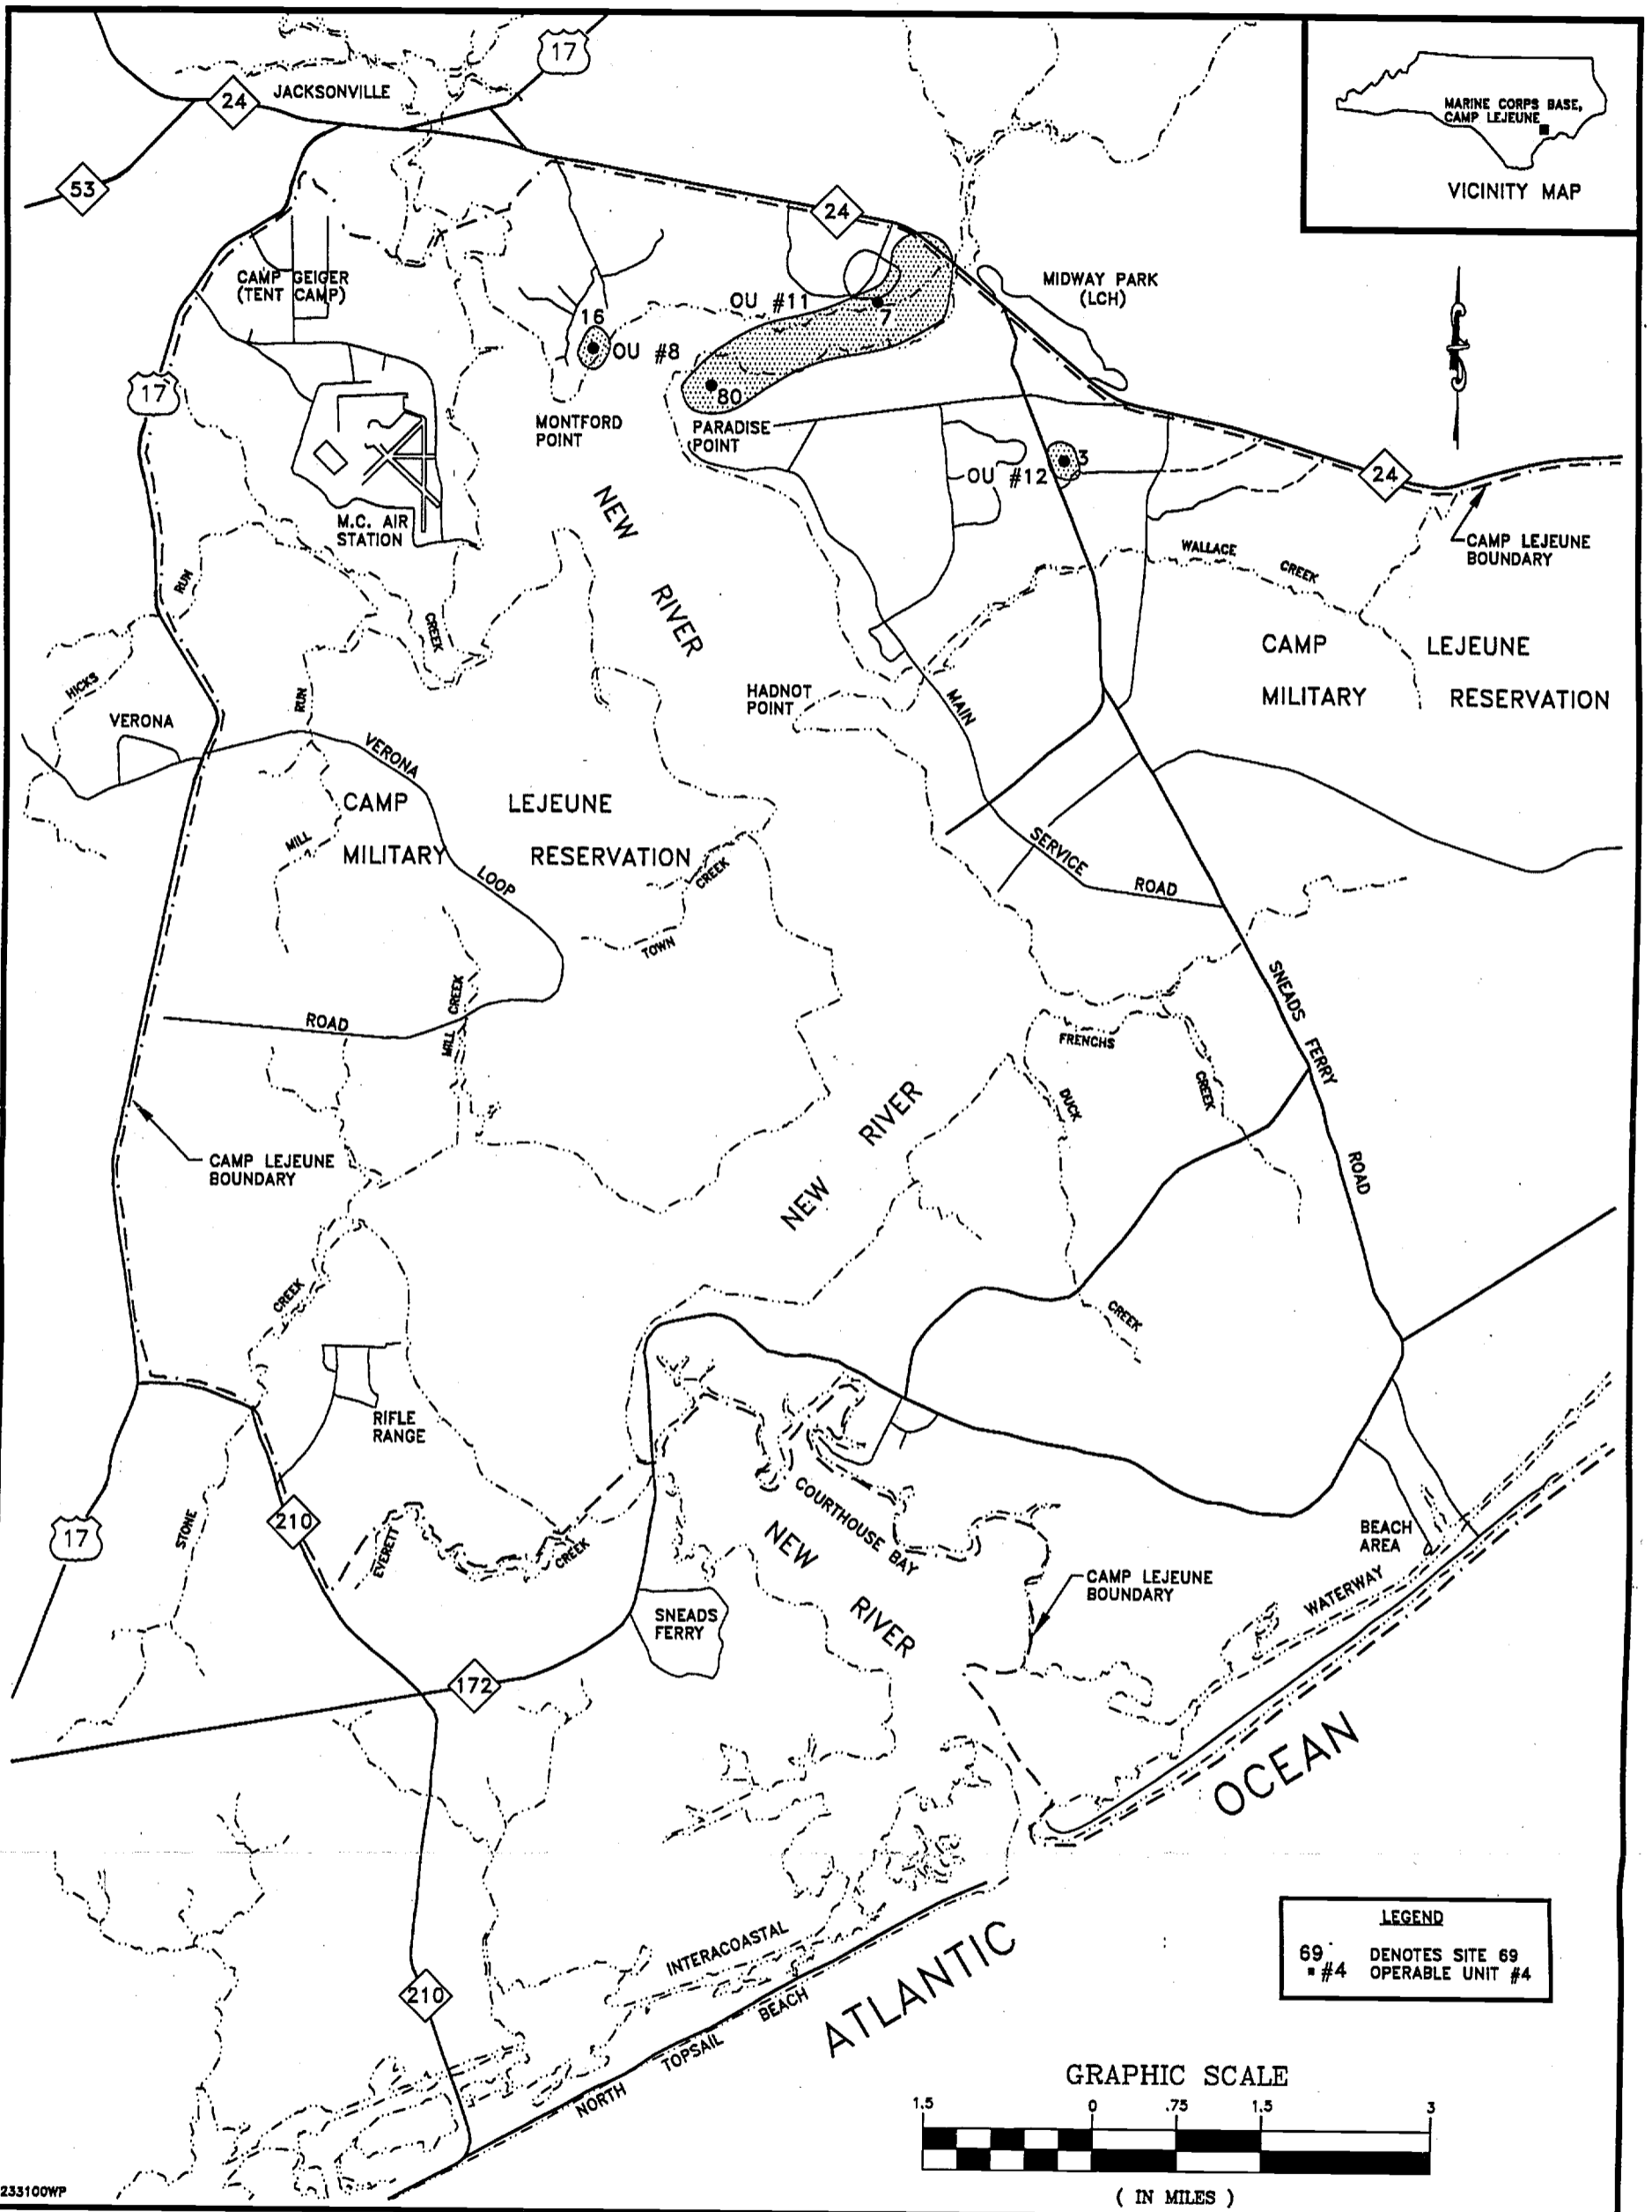 17
JACKSONVILLE
24
53
MARINE CORPS BASE,
CAMP LEJEUNE
VICINITY MAP
24
CAMP GEIGER
(TENT CAMP)
MIDWAY PARK
(LCH)
OU #11
7
16
OU #8
80
17
MONTFORD
POINT
PARADISE
POINT
3
OU #12
24
M.C. AIR
STATION
NEW
RIVER
CAMP LEJEUNE
BOUNDARY
WALLACE
CREEK
RUN
CREEK
CAMP LEJEUNE
MILITARY RESERVATION
HICKS
RUN
HADNOT
POINT
MAIN
VERONA
VERONA
CAMP LEJEUNE
MILITARY RESERVATION
MILL
LOOP
CREEK
TOWN
SERVICE
ROAD
SNEADS
FERRY
ROAD
MILL CREEK
ROAD
FRENCHS
CREEK
DUCK
CREEK
NEW
RIVER
CAMP LEJEUNE
BOUNDARY
CREEK
RIFLE
RANGE
STONE
210
17
EVERETT
CREEK
COURTHOUSE BAY
NEW
RIVER
CAMP LEJEUNE
BOUNDARY
BEACH
AREA
WATERWAY
SNEADS
FERRY
172
OCEAN
ATLANTIC
INTERACOASTAL
210
NORTH TOPSAIL BEACH
LEGEND
69 DENOTES SITE 69
#4 OPERABLE UNIT #4
GRAPHIC SCALE
1.5 0 .75 1.5 3
( IN MILES )
233100WP